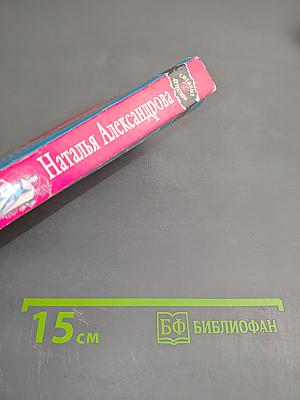 Наталья Александрова
15 см
БФ БИБЛИОФАН